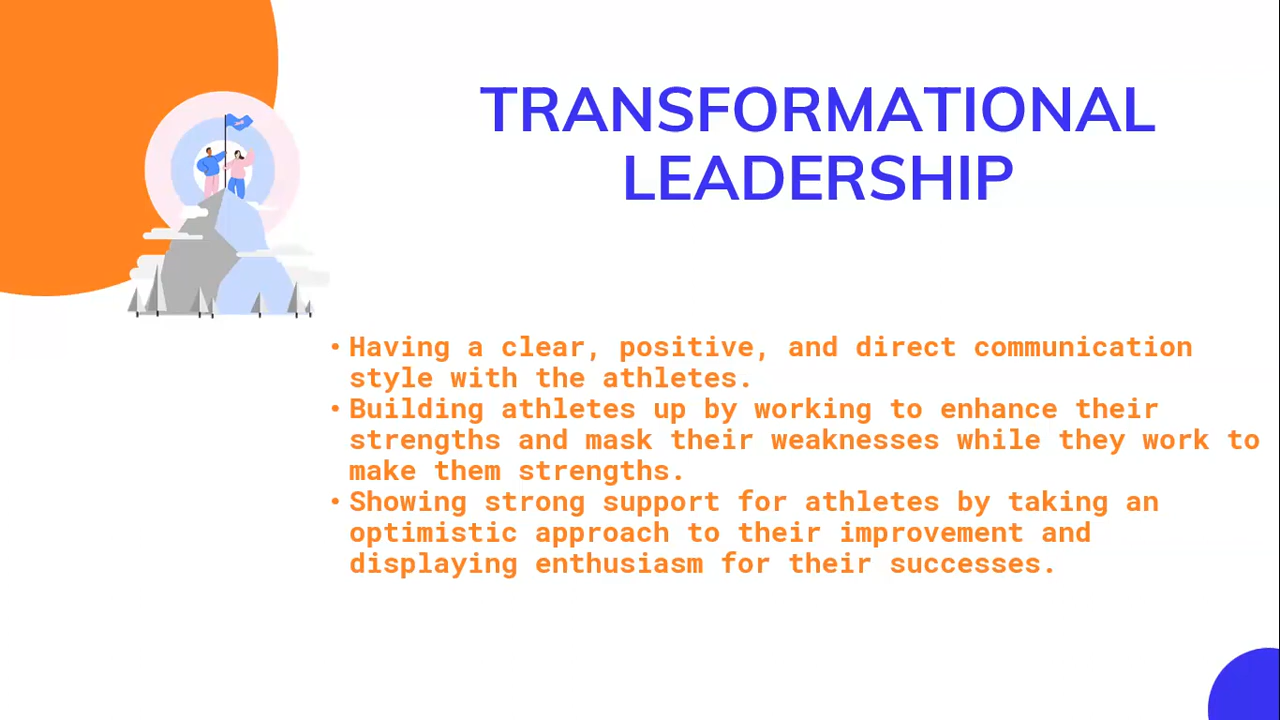 TRANSFORMATIONAL
LEADERSHIP
• Having a clear, positive, and direct communication
style with the athletes.
• Building athletes up by working to enhance their
strengths and mask their weaknesses while they work to
make them strengths.
• Showing strong support for athletes by taking an
optimistic approach to their improvement and
displaying enthusiasm for their successes.